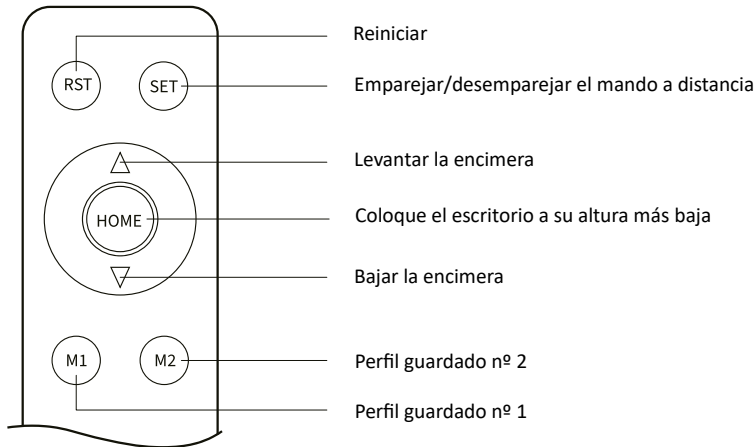 Reiniciar
RST
SET
Emparejar/desemparejar el mando a distancia
Levantar la encimera
HOME
Coloque el escritorio a su altura más baja
Bajar la encimera
M1
M2
Perfil guardado nº 2
Perfil guardado nº 1